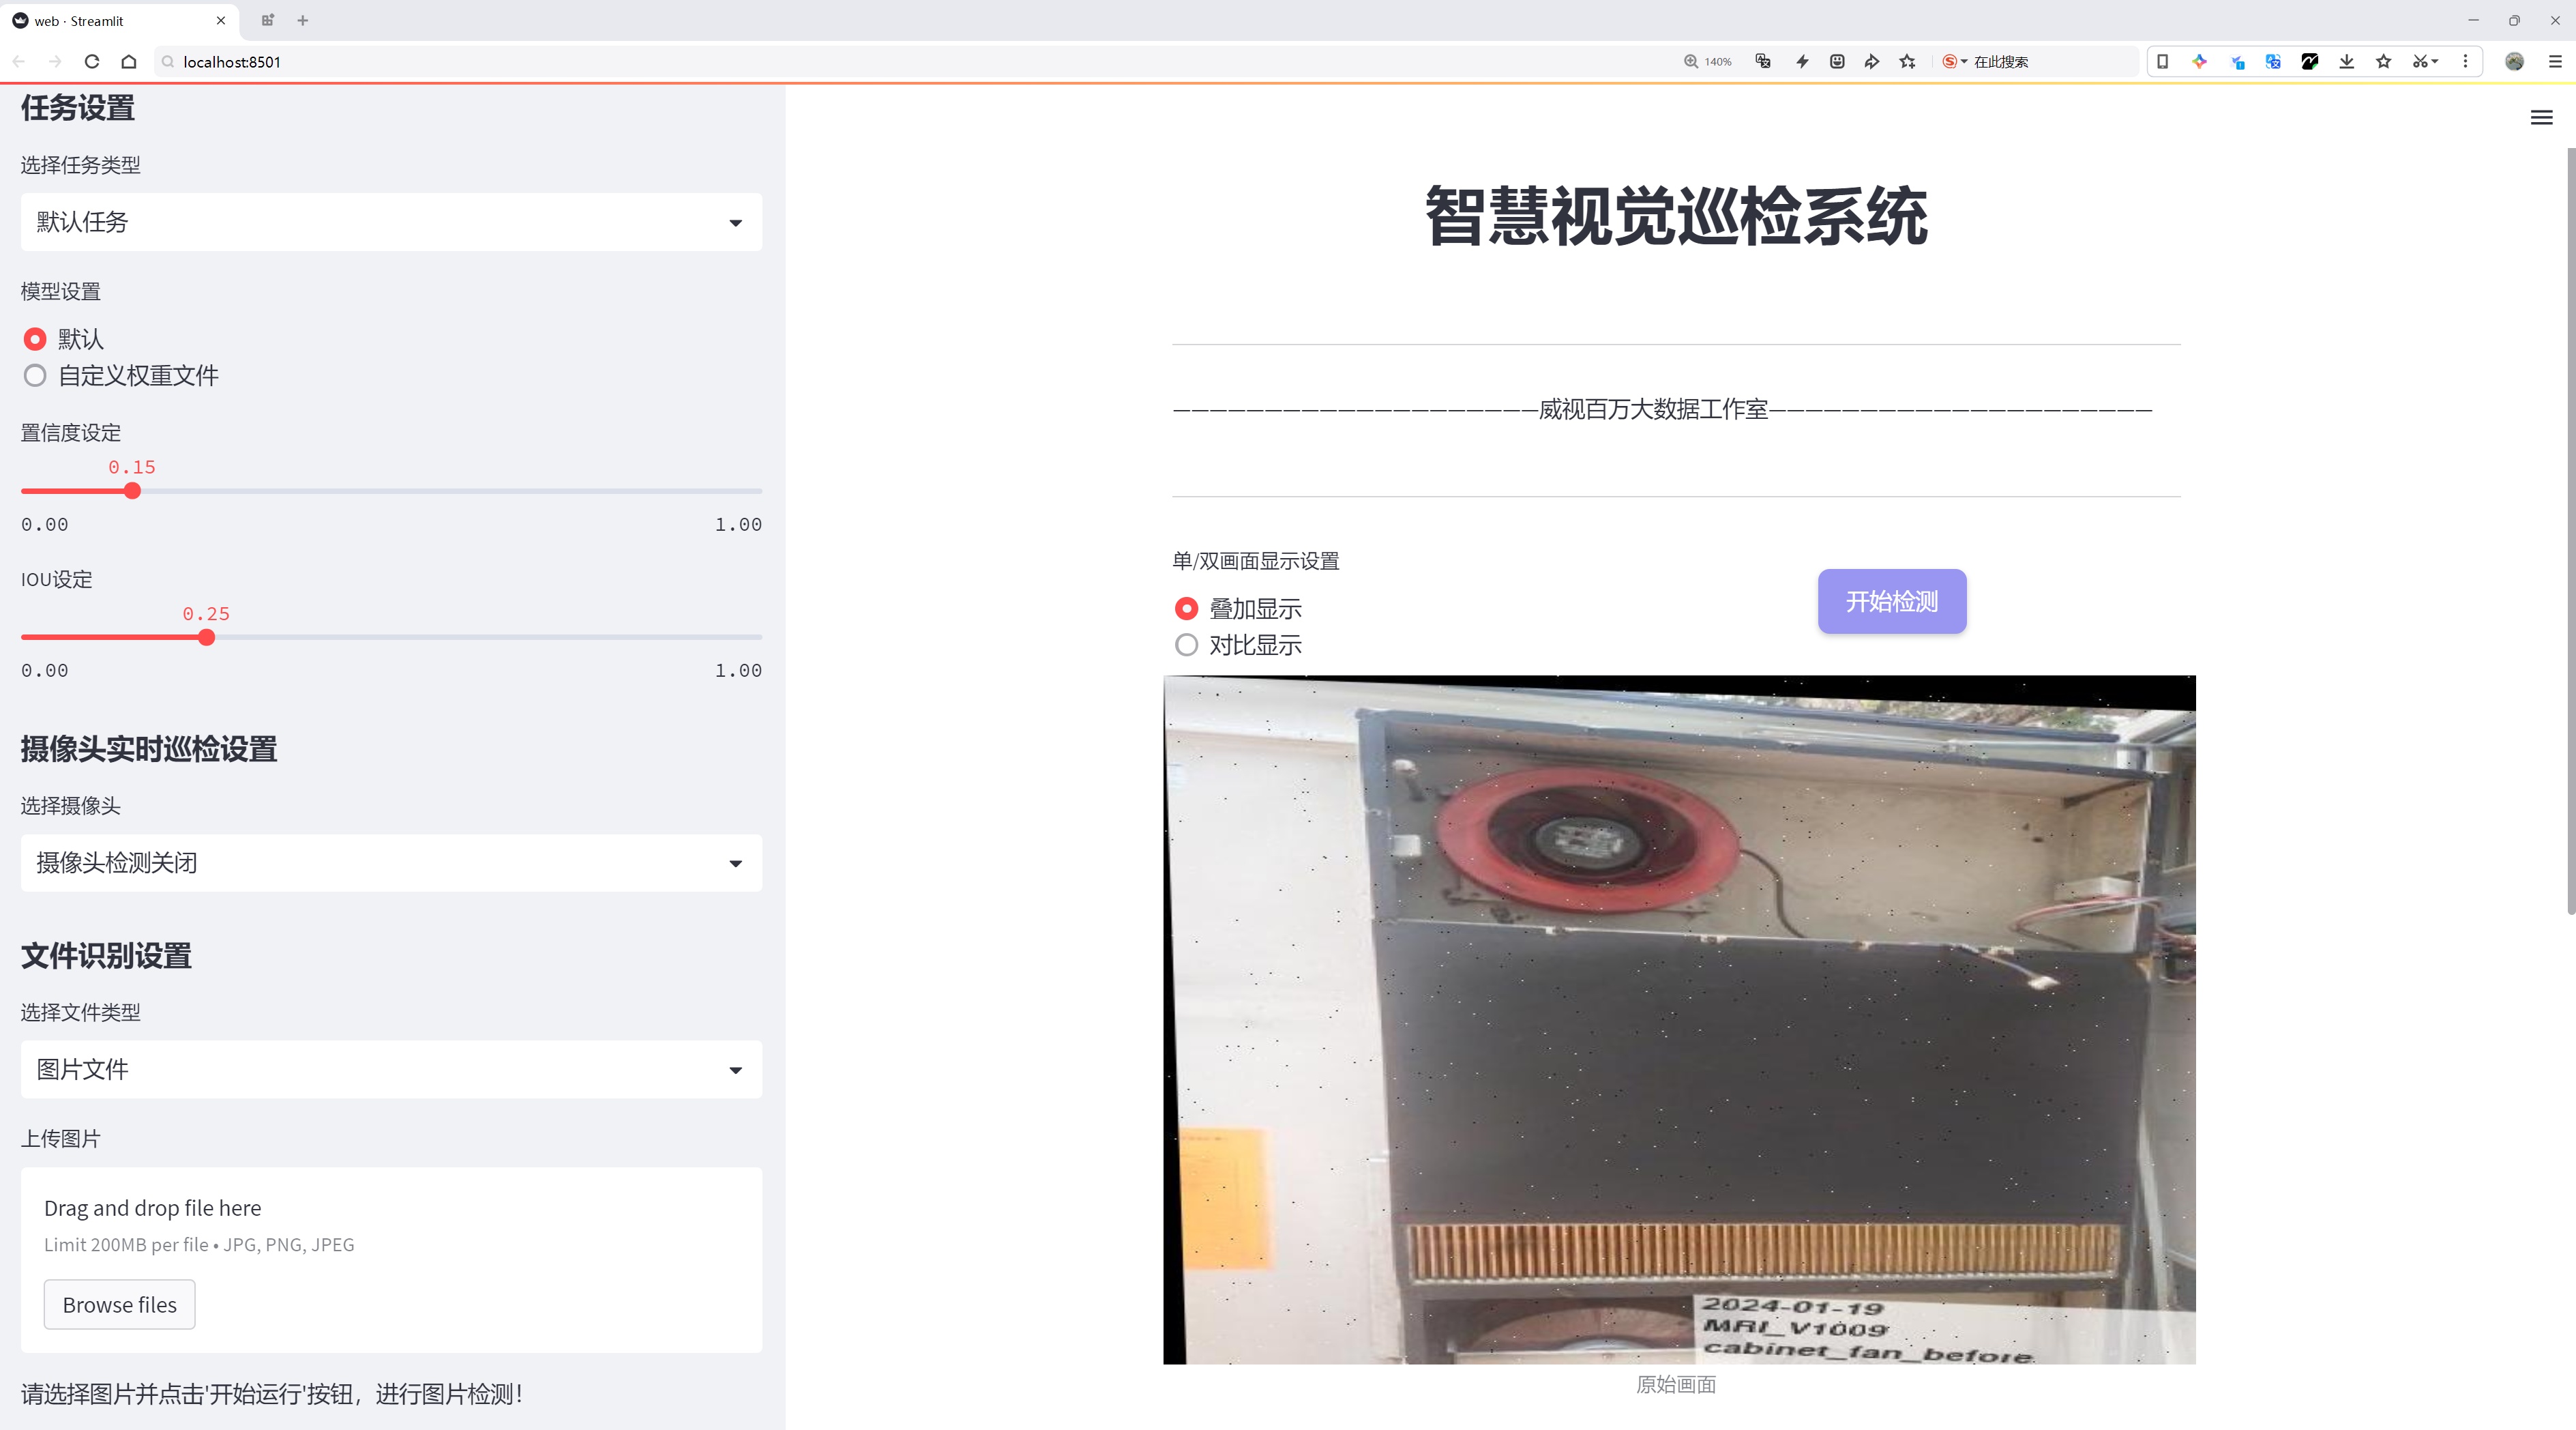 web · Streamlit
localhost:8501
140%
在此搜索
任务设置
选择任务类型
默认任务
模型设置
默认
自定义权重文件
置信度设定
0.15
0.00 1.00
IOU设定
0.25
0.00 1.00
摄像头实时巡检设置
选择摄像头
摄像头检测关闭
文件识别设置
选择文件类型
图片文件
上传图片
Drag and drop file here
Limit 200MB per file • JPG, PNG, JPEG
Browse files
请选择图片并点击'开始运行'按钮，进行图片检测！
智慧视觉巡检系统
—————————————————————威视百万大数据工作室—————————————————————
单/双画面显示设置
叠加显示
对比显示
开始检测
2024-01-19
MRI_V1009
cabinet_fan_before
原始画面